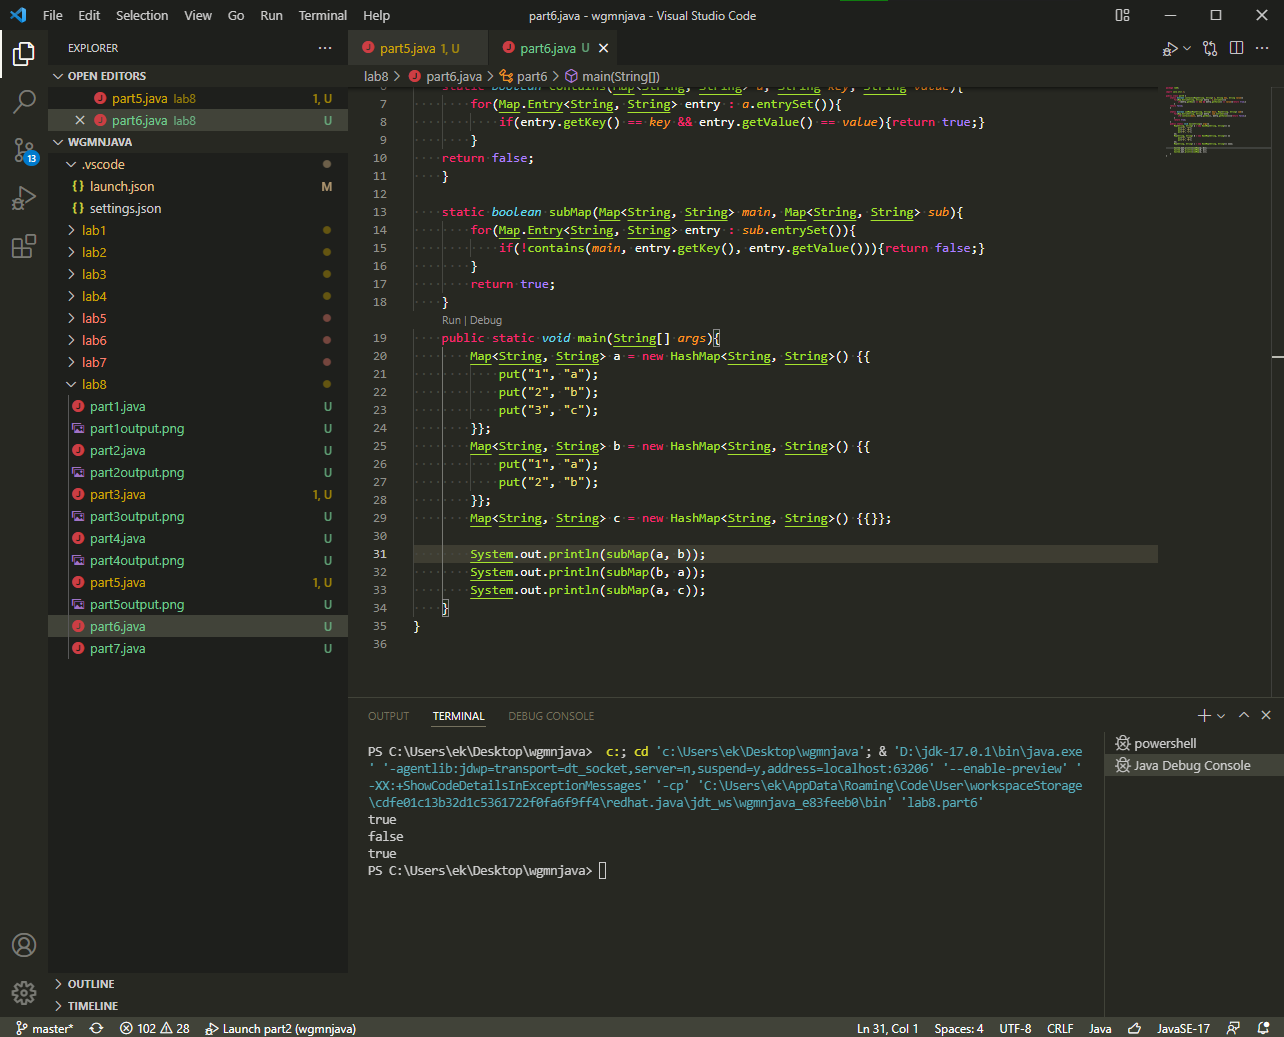 File Edit Selection View Go Run Terminal Help part6.java - wgmnjava - Visual Studio Code
EXPLORER
OPEN EDITORS
part5.java lab8 1, U
part6.java lab8 U
WGMNJAVA
.vscode
{} launch.json M
{} settings.json
lab1
lab2
lab3
lab4
lab5
lab6
lab7
lab8
part1.java U
part1output.png U
part2.java U
part2output.png U
part3.java 1, U
part3output.png U
part4.java U
part4output.png U
part5.java 1, U
part5output.png U
part6.java U
part7.java U
OUTLINE
TIMELINE
13
part5.java 1, U part6.java U
lab8 > part6.java > part6 > main(String[])
static boolean contains(Map<String, String> a, String key, String value){
7 for(Map.Entry<String, String> entry : a.entrySet()){
8 if(entry.getKey() == key && entry.getValue() == value){return true;}
9 }
10 return false;
11 }
12
13 static boolean subMap(Map<String, String> main, Map<String, String> sub){
14 for(Map.Entry<String, String> entry : sub.entrySet()){
15 if(!contains(main, entry.getKey(), entry.getValue())){return false;}
16 }
17 return true;
18 }
Run | Debug
19 public static void main(String[] args){
20 Map<String, String> a = new HashMap<String, String>() {{
21 put("1", "a");
22 put("2", "b");
23 put("3", "c");
24 }};
25 Map<String, String> b = new HashMap<String, String>() {{
26 put("1", "a");
27 put("2", "b");
28 }};
29 Map<String, String> c = new HashMap<String, String>() {{}};
30
31 System.out.println(subMap(a, b));
32 System.out.println(subMap(b, a));
33 System.out.println(subMap(a, c));
34 }
35 }
36
OUTPUT TERMINAL DEBUG CONSOLE
PS C:\Users\ek\Desktop\wgmnjava> c:; cd 'c:\Users\ek\Desktop\wgmnjava'; & 'D:\jdk-17.0.1\bin\java.exe
' '-agentlib:jdwp=transport=dt_socket,server=n,suspend=y,address=localhost:63206' '--enable-preview' '
-XX:+ShowCodeDetailsInExceptionMessages' '-cp' 'C:\Users\ek\AppData\Roaming\Code\User\workspaceStorage
\cdfe01c13b32d1c5361722f0fa6f9ff4\redhat.java\jdt_ws\wgmnjava_e83feeb0\bin' 'lab8.part6'
true
false
true
PS C:\Users\ek\Desktop\wgmnjava>
powershell
Java Debug Console
master* 102 28 Launch part2 (wgmnjava) Ln 31, Col 1 Spaces: 4 UTF-8 CRLF Java JavaSE-17